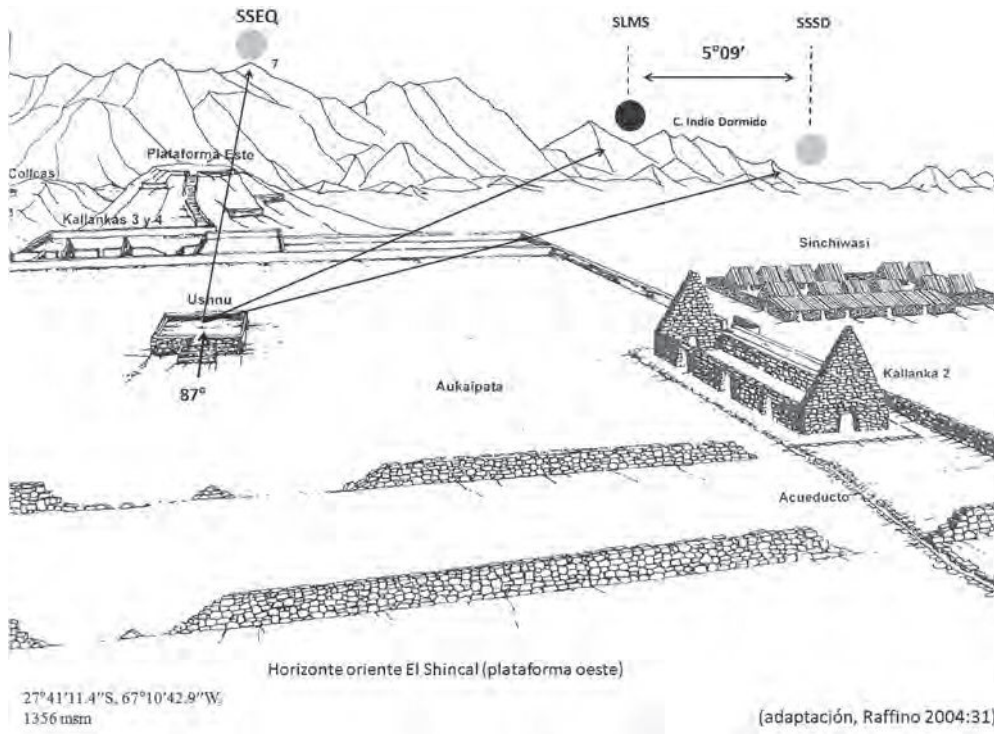 SSEQ
SLMS
SSSD
5°09'
7
C. Indio Dormido
Plataforma Este
Collcas
Kallankas 3 y 4
Sinchiwasi
Ushnu
Kallanka 2
87°
Aukaipata
Acueducto
Horizonte oriente El Shincal (plataforma oeste)
27°41'11.4"S, 67°10'42.9"W,
1356 msm
(adaptación, Raffino 2004:31)